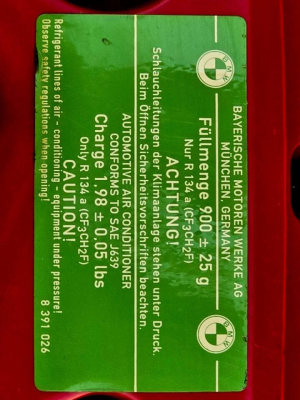 BMW
BMW
BAYERISCHE MOTOREN WERKE AG
MÜNCHEN, GERMANY
Füllmenge 900 ± 25 g
Nur R 134 a (CF3CH2F)
ACHTUNG!
Schlauchleitungen der Klimaanlage stehen unter Druck.
Beim Öffnen Sicherheitsvorschriften beachten.
AUTOMOTIVE AIR CONDITIONER
CONFORMS TO SAE J639
Charge 1,98 ± 0.05 lbs
Only R 134 a (CF3CH2F)
CAUTION!
Refrigerant lines of air - conditioning - equipment under pressure!
Observe safety regulations when opening!
8 391 026